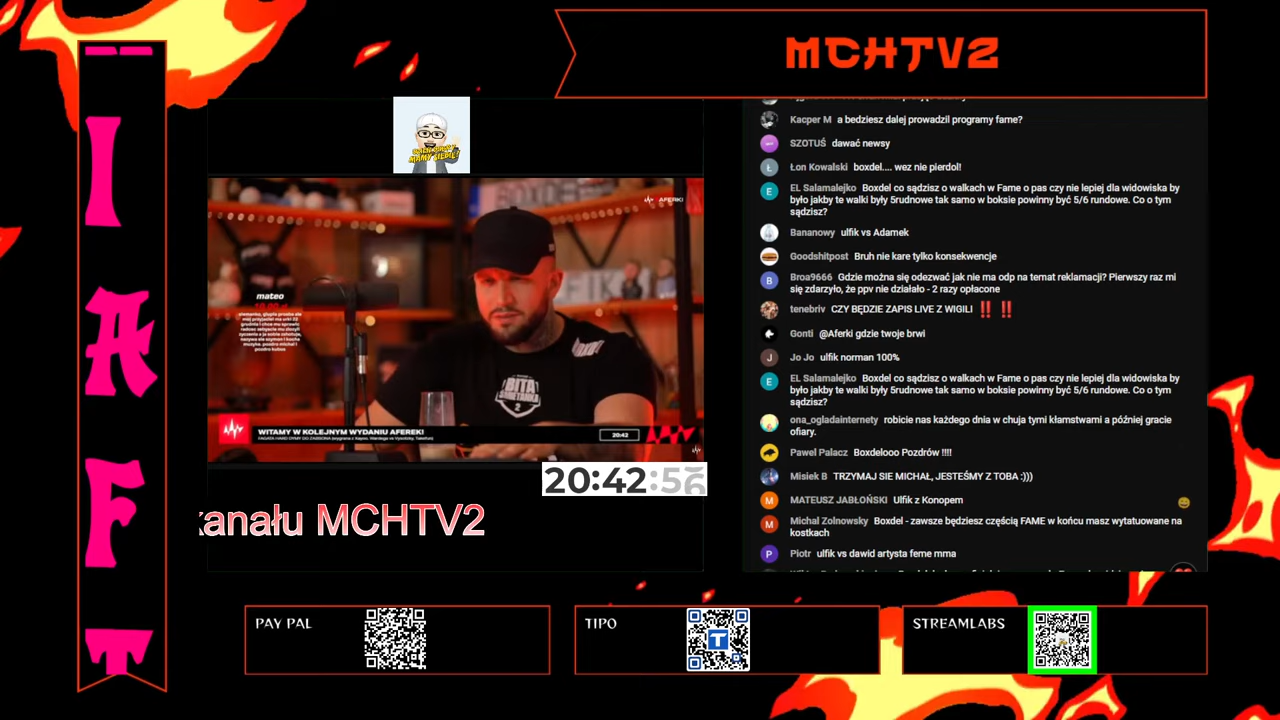 MCHTV2
I
A
F
T
MAMY CIEBIE!
AFERKI
BOXDEL
mateo
BITA
ŚMIETANKA
2
WITAMY W KOLEJNYM WYDANIU AFEREK!
20:42
20:42:56
kanału MCHTV2
Kacper M a bedziesz dalej prowadzil programy fame?
SZOTUŚ dawać newsy
Łon Kowalski boxdel.... wez nie pierdol!
EL Salamalejko Boxdel co sądzisz o walkach w Fame o pas czy nie lepiej dla widowiska by
było jakby te walki były 5rudnowe tak samo w boksie powinny być 5/6 rundowe. Co o tym
sądzisz?
Bananowy ulfik vs Adamek
Goodshitpost Bruh nie kare tylko konsekwencje
Broa9666 Gdzie można się odezwać jak nie ma odp na temat reklamacji? Pierwszy raz mi
się zdarzyło, że ppv nie działało - 2 razy opłacone
tenebriv CZY BĘDZIE ZAPIS LIVE Z WIGILI ‼️ ‼️
Gonti @Aferki gdzie twoje brwi
Jo Jo ulfik norman 100%
EL Salamalejko Boxdel co sądzisz o walkach w Fame o pas czy nie lepiej dla widowiska by
było jakby te walki były 5rudnowe tak samo w boksie powinny być 5/6 rundowe. Co o tym
sądzisz?
ona_ogladainternety robicie nas każdego dnia w chuja tymi kłamstwami a później gracie
ofiary.
Paweł Palacz Boxdelooo Pozdrów !!!!
Misiek B TRZYMAJ SIE MICHAŁ, JESTEŚMY Z TOBA :)))
MATEUSZ JABŁOŃSKI Ulfik z Konopem
Michal Zolnowsky Boxdel - zawsze będziesz częścią FAME w końcu masz wytatuowane na
kostkach
Piotr ulfik vs dawid artysta feme mma
PAY PAL
TIPO
T
STREAMLABS